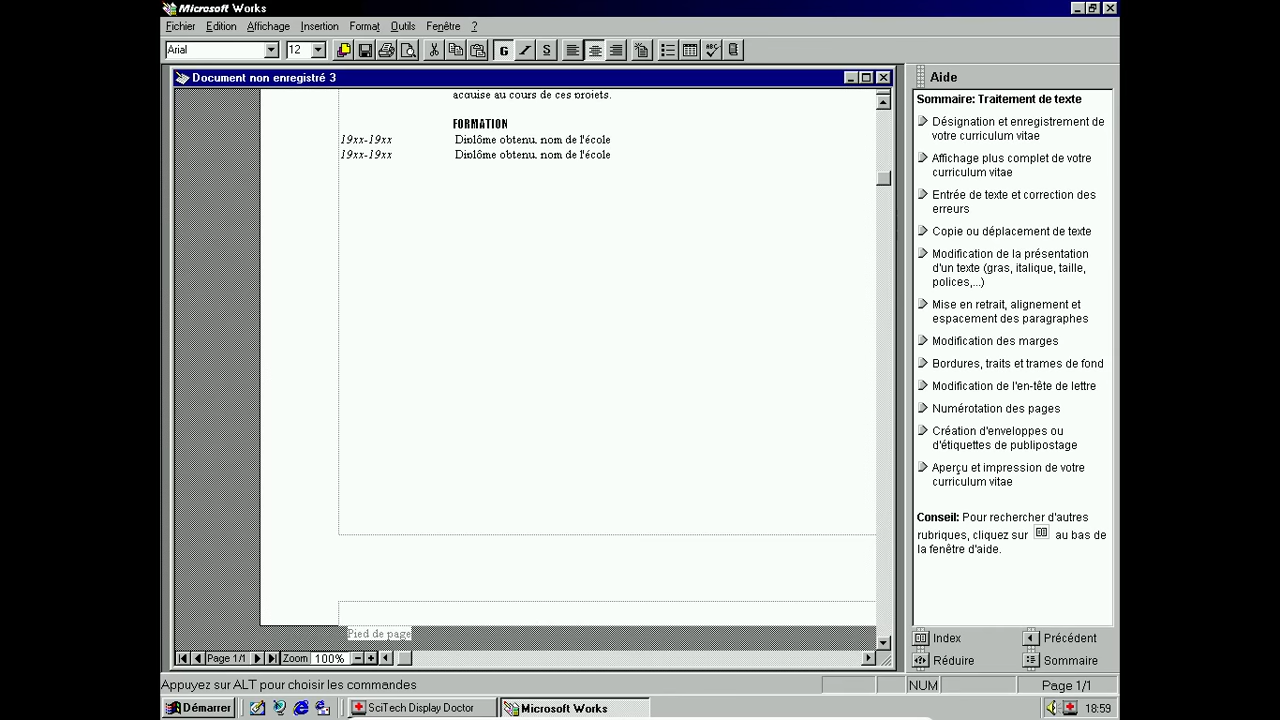 Microsoft Works
Fichier Edition Affichage Insertion Format Outils Fenêtre ?
Arial 12 G I S
Document non enregistré 3
acquise au cours de ces projets.
FORMATION
19xx-19xx Diplôme obtenu, nom de l'école
19xx-19xx Diplôme obtenu, nom de l'école
Pied de page
Page 1/1 Zoom 100%
Aide
Sommaire: Traitement de texte
Désignation et enregistrement de
votre curriculum vitae
Affichage plus complet de votre
curriculum vitae
Entrée de texte et correction des
erreurs
Copie ou déplacement de texte
Modification de la présentation
d'un texte (gras, italique, taille,
polices,...)
Mise en retrait, alignement et
espacement des paragraphes
Modification des marges
Bordures, traits et trames de fond
Modification de l'en-tête de lettre
Numérotation des pages
Création d'enveloppes ou
d'étiquettes de publipostage
Aperçu et impression de votre
curriculum vitae
Conseil: Pour rechercher d'autres
rubriques, cliquez sur au bas de
la fenêtre d'aide.
Index Précédent
Réduire Sommaire
Appuyez sur ALT pour choisir les commandes
NUM Page 1/1
Démarrer SciTech Display Doctor Microsoft Works 18:59